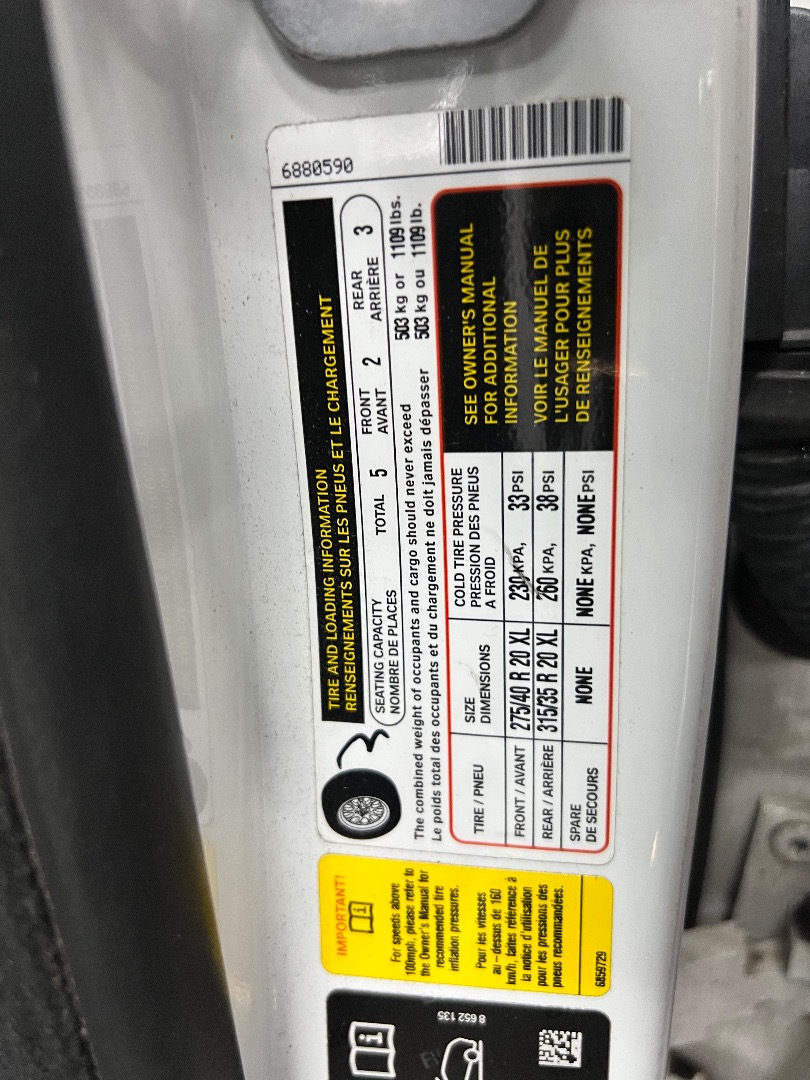 6880590
TIRE AND LOADING INFORMATION
RENSEIGNEMENTS SUR LES PNEUS ET LE CHARGEMENT
3
SEATING CAPACITY TOTAL 5 FRONT 2 REAR 3
NOMBRE DE PLACES AVANT ARRIÈRE
The combined weight of occupants and cargo should never exceed 503 kg or 1109 lbs.
Le poids total des occupants et du chargement ne doit jamais dépasser 503 kg ou 1109 lb.
TIRE / PNEU
SIZE
DIMENSIONS
COLD TIRE PRESSURE
PRESSION DES PNEUS
A FROID
FRONT / AVANT 275/40 R 20 XL 230 KPA, 33 PSI
REAR / ARRIÈRE 315/35 R 20 XL 260 KPA, 38 PSI
SPARE
DE SECOURS
NONE NONE KPA, NONE PSI
SEE OWNER'S MANUAL
FOR ADDITIONAL
INFORMATION
VOIR LE MANUEL DE
L'USAGER POUR PLUS
DE RENSEIGNEMENTS
IMPORTANT!
For speeds above
100mph, please refer to
the Owner's Manual for
recommended tire
inflation pressures.
Pour les vitesses
au-dessus de 160
km/h, faites référence à
la notice d'utilisation
pour les pressions des
pneus recommandées.
6859729
8 652 135